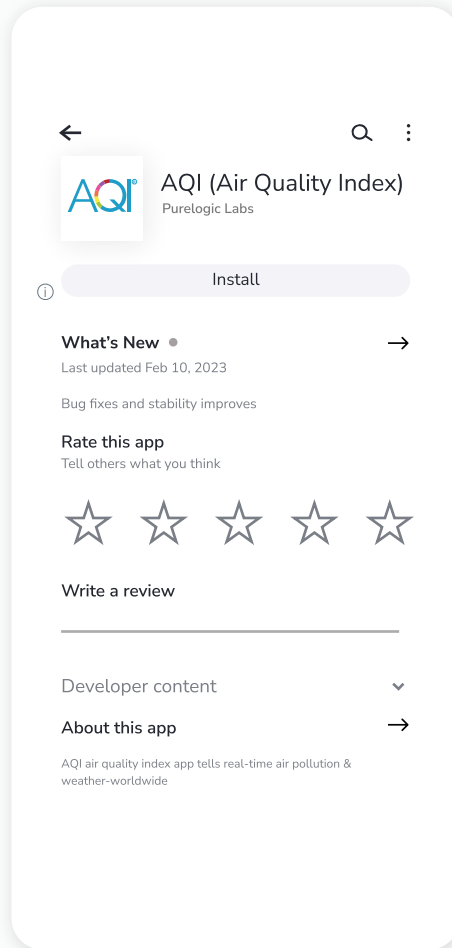 AQI
AQI (Air Quality Index)
Purelogic Labs
Install
What's New
Last updated Feb 10, 2023
Bug fixes and stability improves
Rate this app
Tell others what you think
Write a review
Developer content
About this app
AQI air quality index app tells real-time air pollution &
weather-worldwide